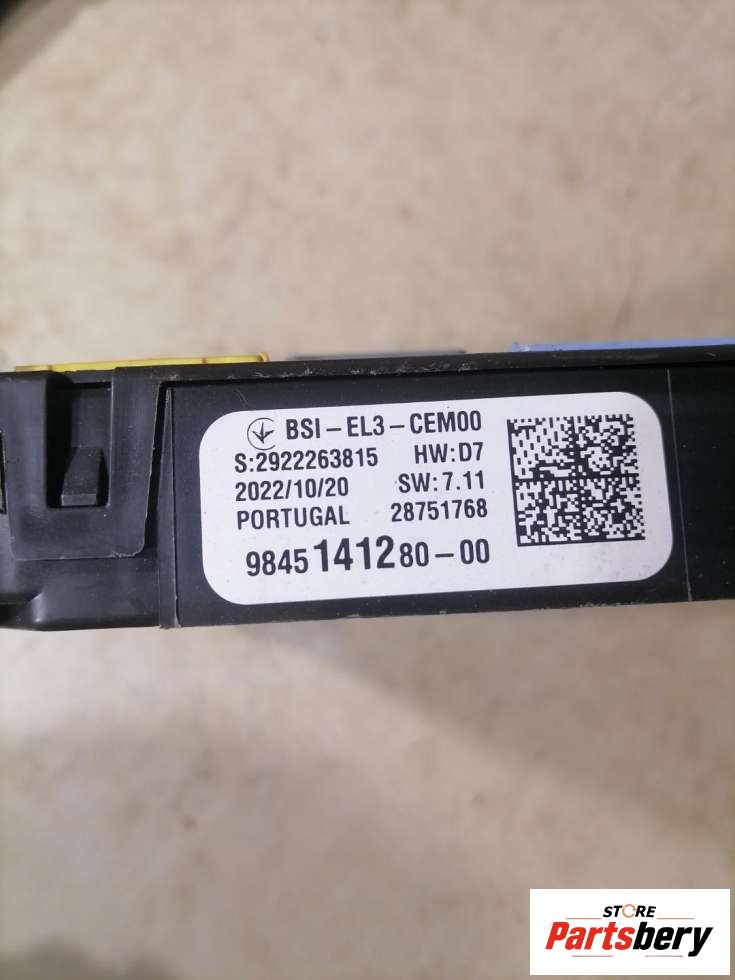 BSI-EL3-CEM00
S:2922263815 HW:D7
2022/10/20 SW:7.11
PORTUGAL 28751768
9845141280-00
STORE
Partsbery